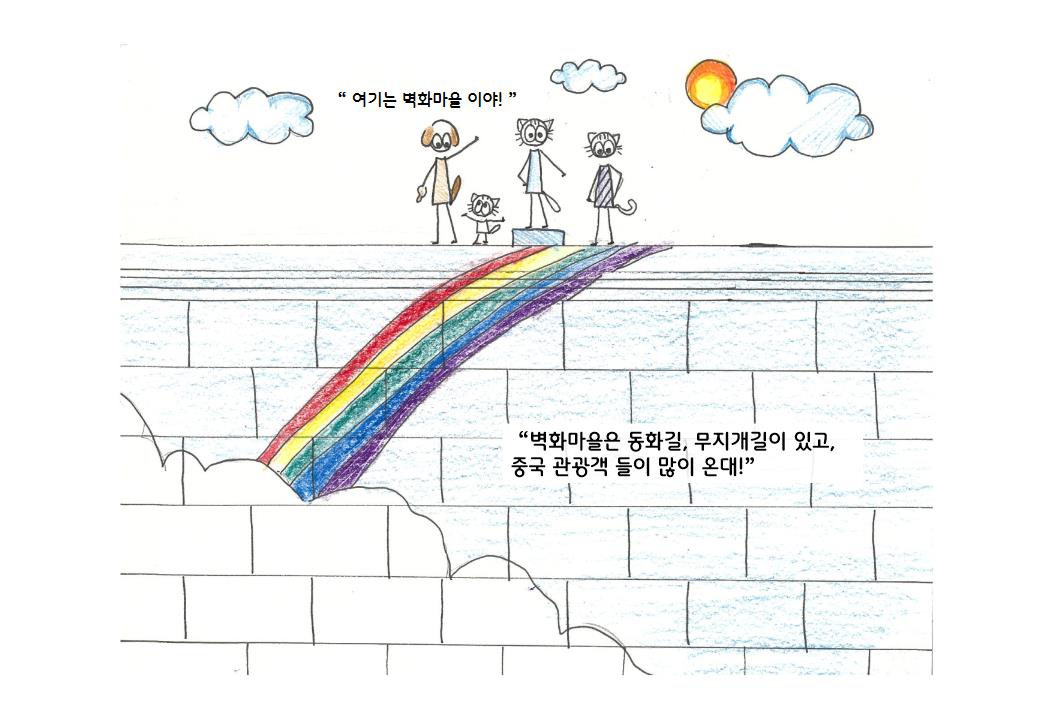 “ 여기는 벽화마을 이야! ”
“벽화마을은 동화길, 무지개길이 있고,
중국 관광객 들이 많이 온대!”